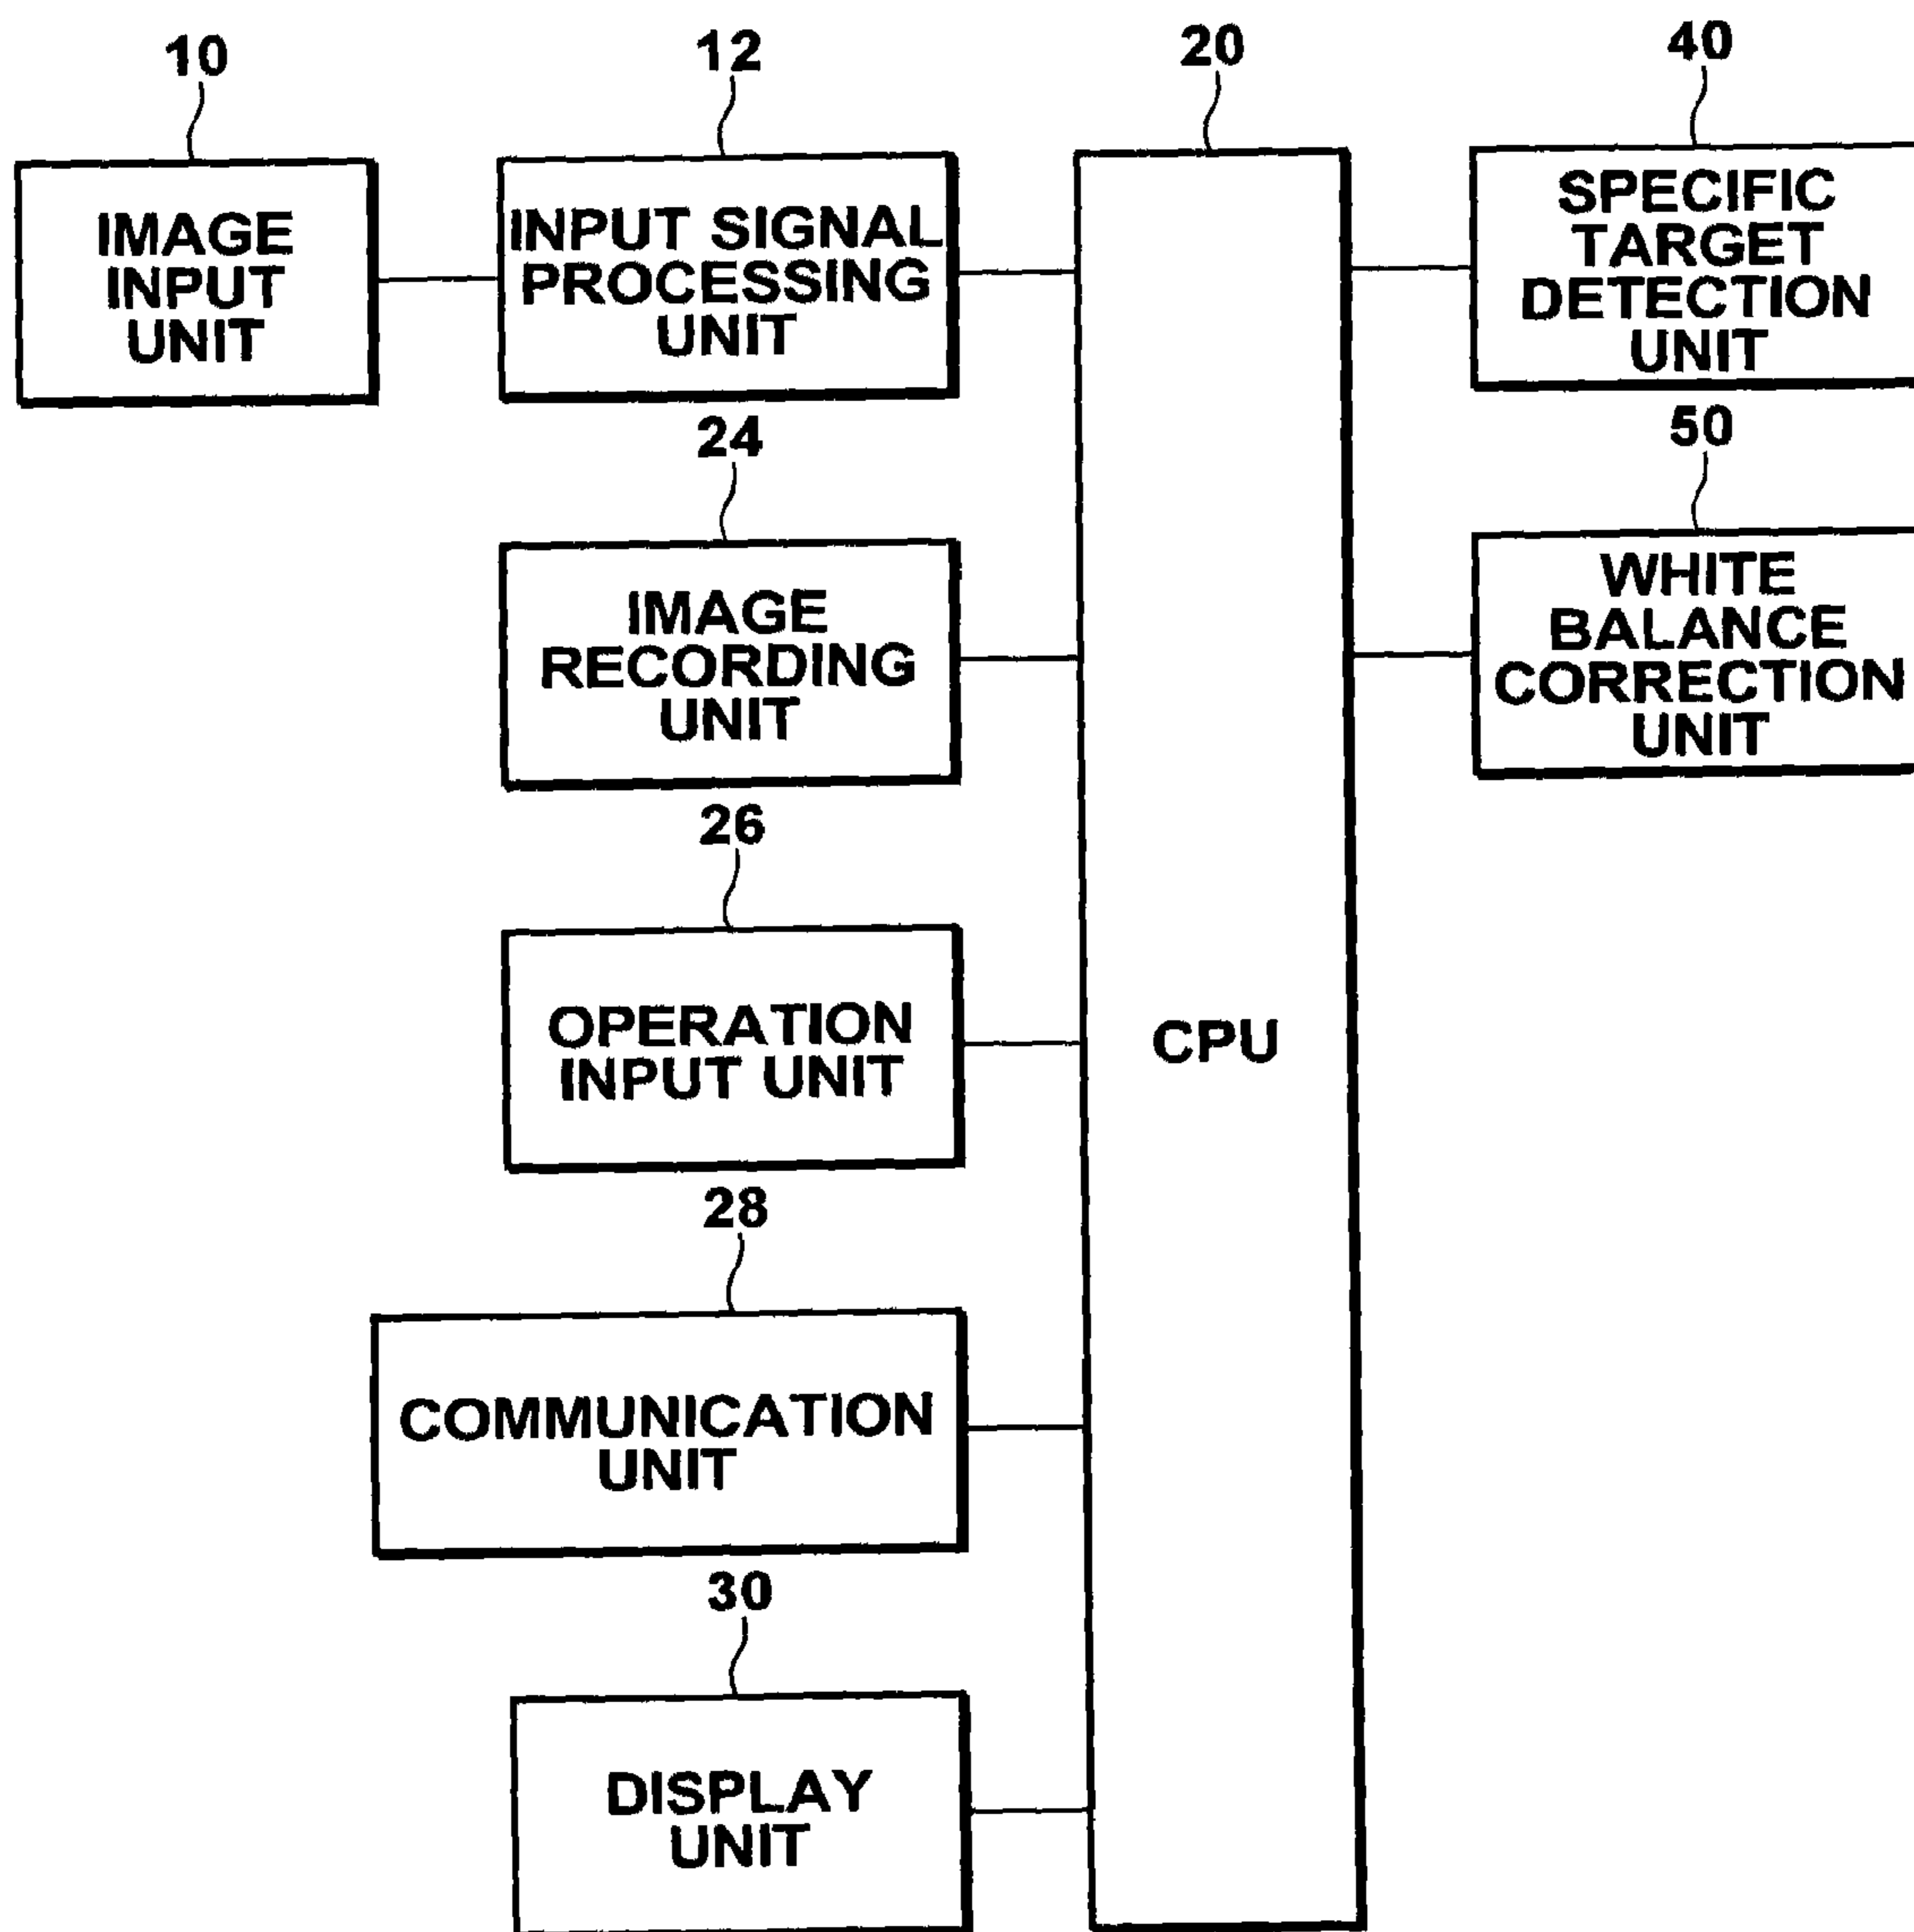 10
12
20
40
IMAGE
INPUT
UNIT
INPUT SIGNAL
PROCESSING
UNIT
SPECIFIC
TARGET
DETECTION
UNIT
24
50
IMAGE
RECORDING
UNIT
WHITE
BALANCE
CORRECTION
UNIT
26
OPERATION
INPUT UNIT
CPU
28
COMMUNICATION
UNIT
30
DISPLAY
UNIT